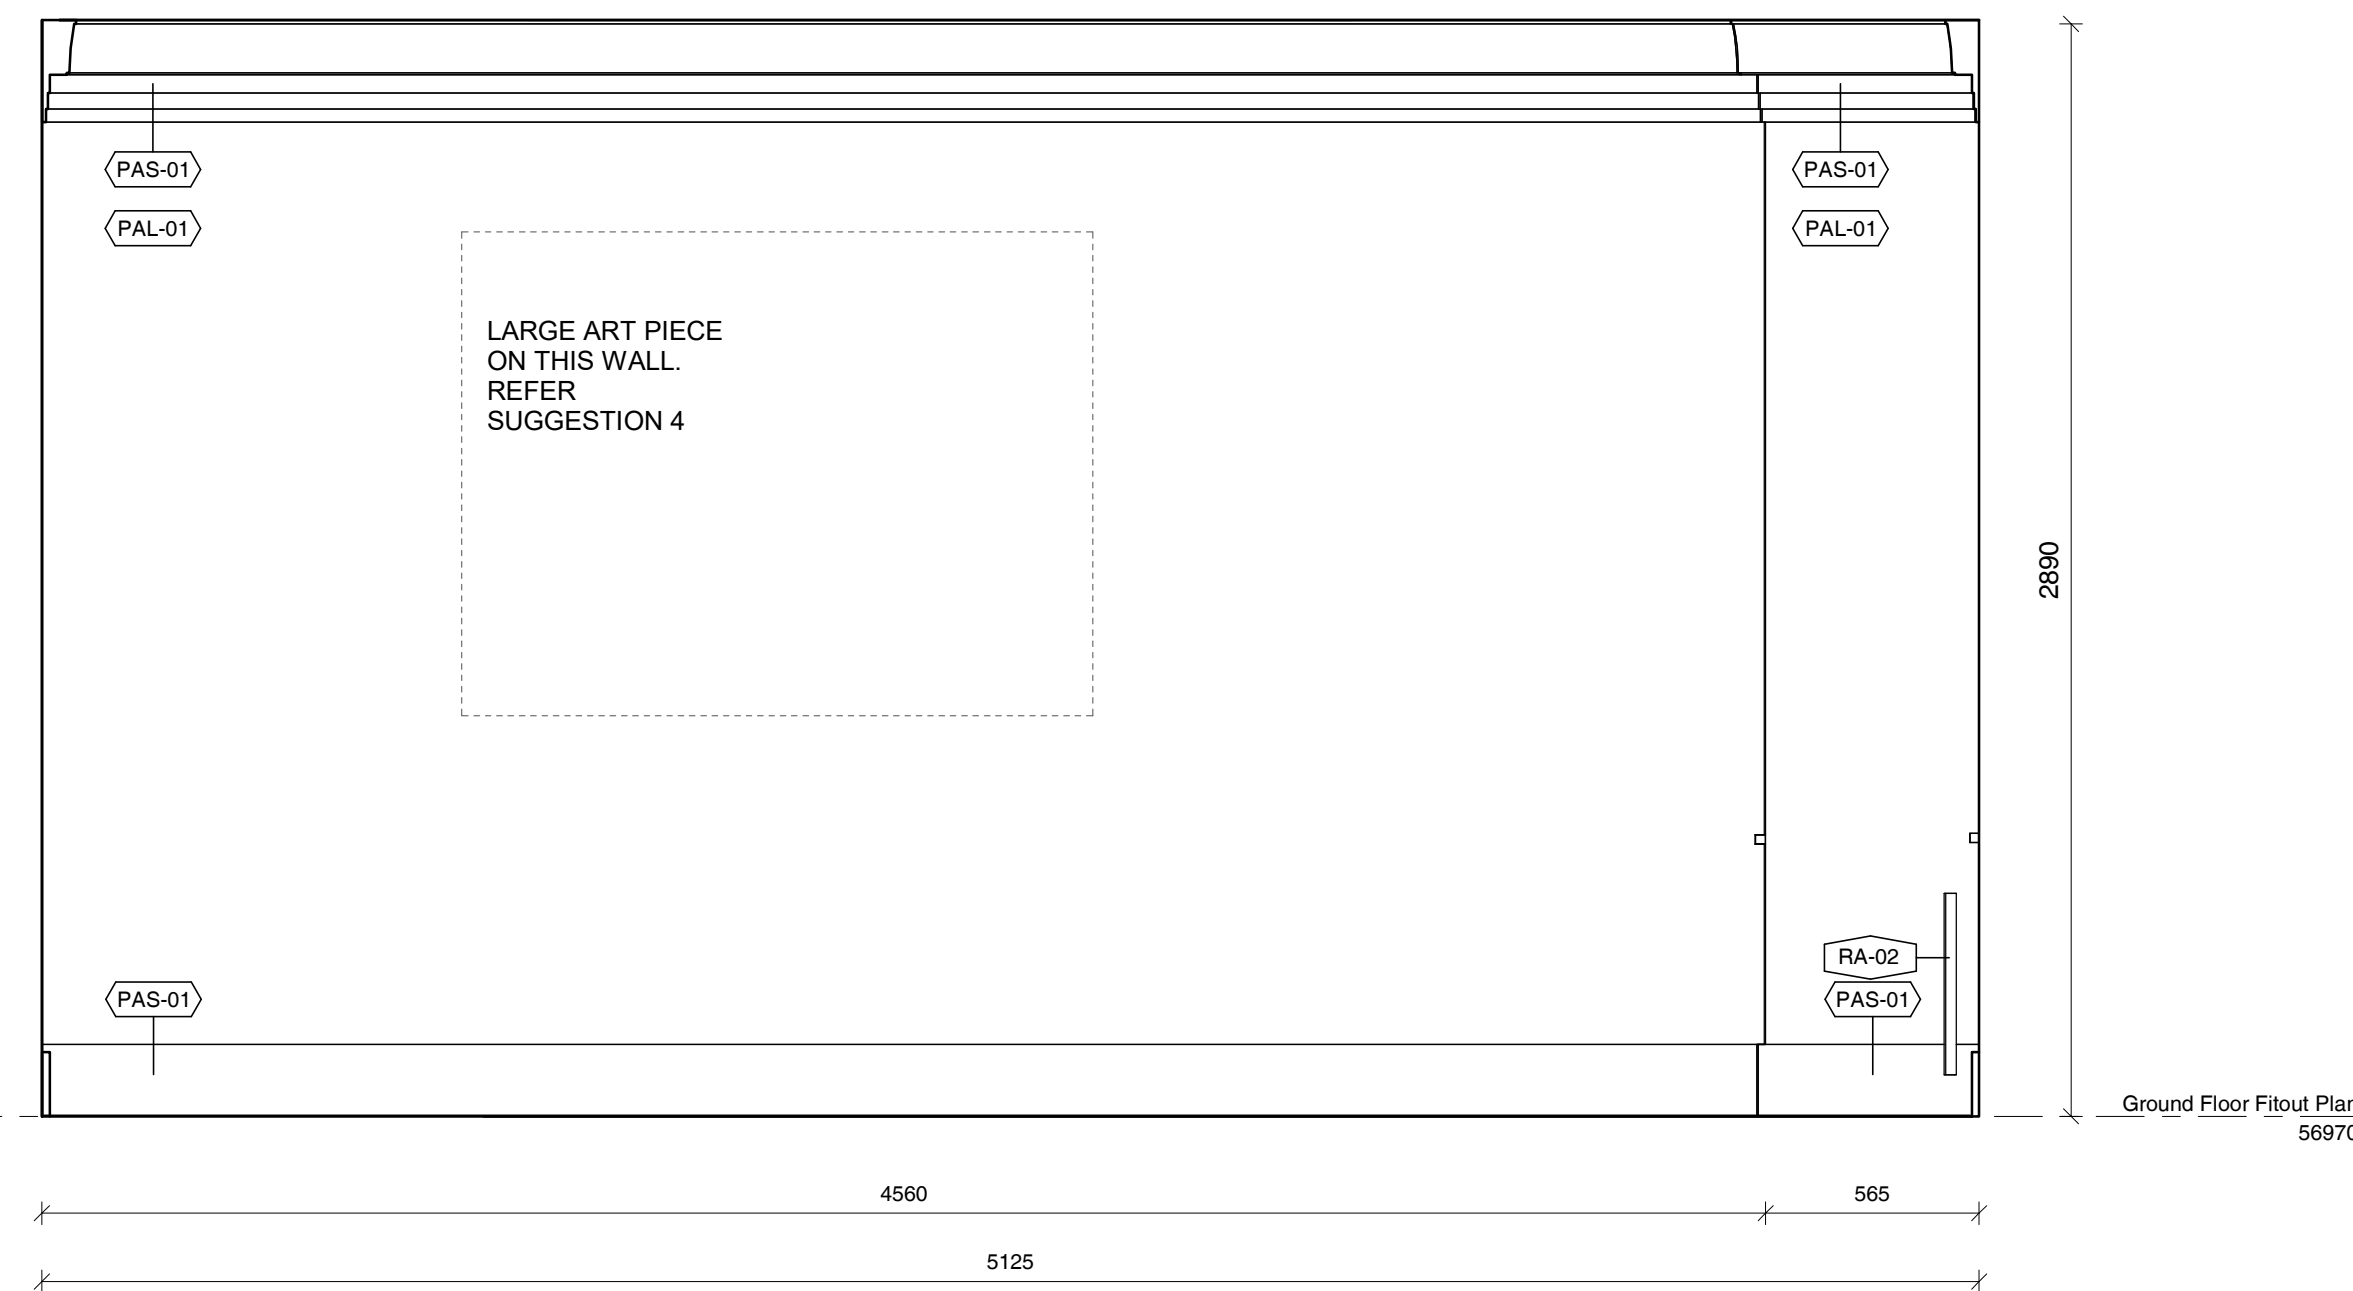 PAS-01
PAS-01
PAL-01
PAL-01
LARGE ART PIECE
ON THIS WALL.
REFER
SUGGESTION 4
2890
RA-02
PAS-01
PAS-01
Ground Floor Fitout Plan
56970
4560
565
5125